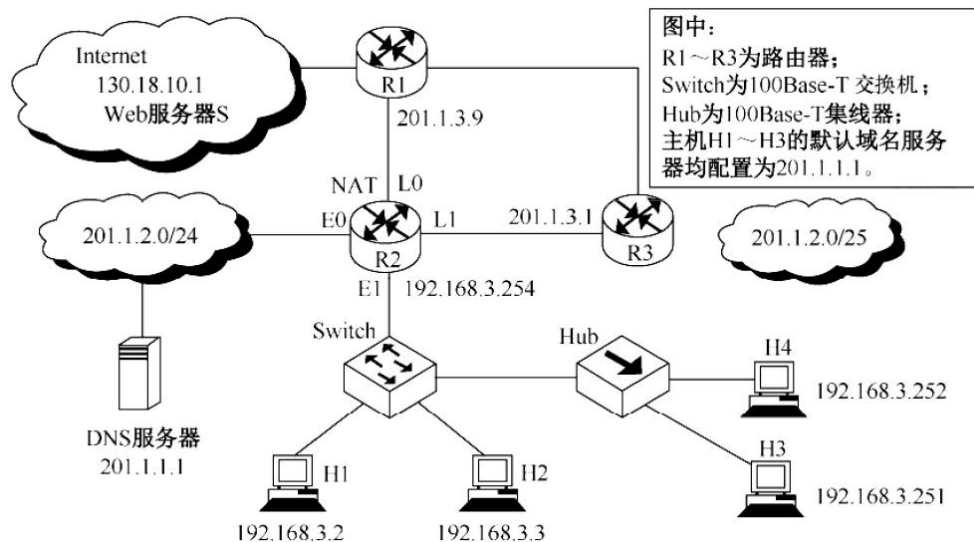 Internet
130.18.10.1
Web服务器S
R1
201.1.3.9
图中:
R1~R3为路由器;
Switch为100Base-T 交换机;
Hub为100Base-T集线器;
主机H1~H3的默认域名服务
器均配置为201.1.1.1。
NAT
L0
201.1.2.0/24
E0
L1
R2
201.1.3.1
R3
201.1.2.0/25
E1
192.168.3.254
Switch
Hub
H4
192.168.3.252
DNS服务器
201.1.1.1
H1
192.168.3.2
H2
192.168.3.3
H3
192.168.3.251